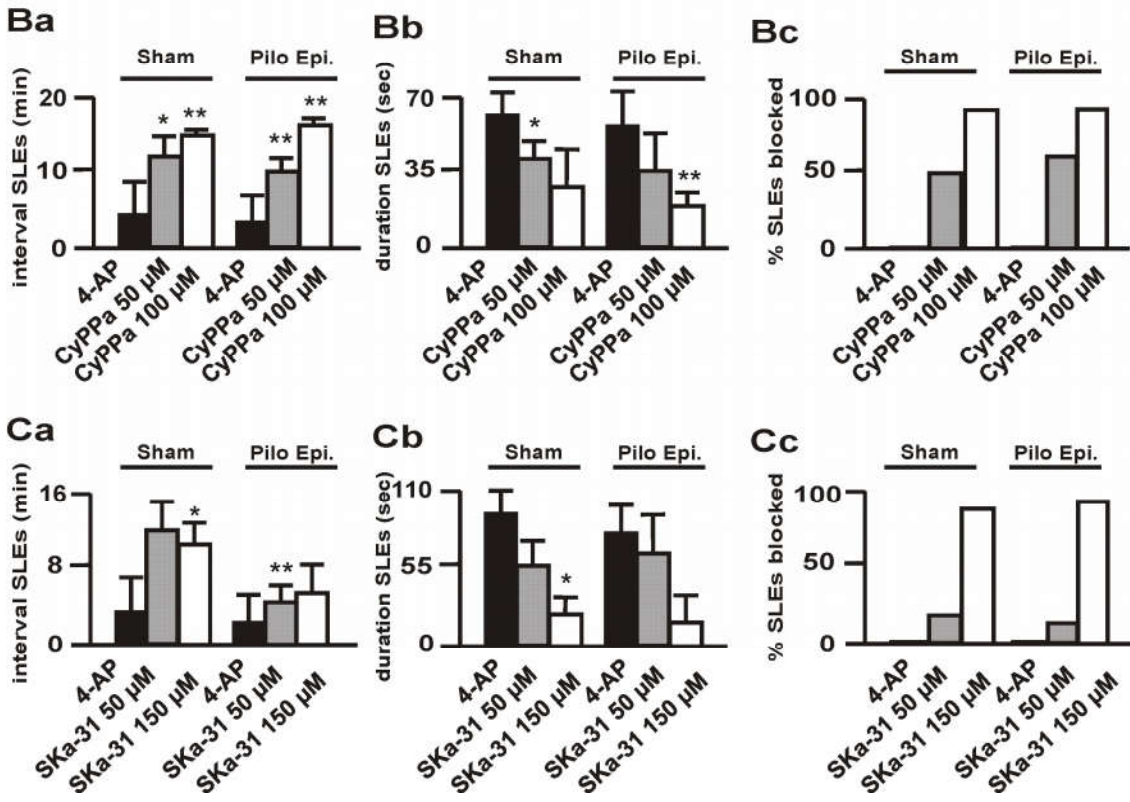 Ba
Sham Pilo Epi.
interval SLEs (min)
20
10
0
* ** ** **
4-AP
CyPPa 50 µM
CyPPa 100 µM
4-AP
CyPPa 50 µM
CyPPa 100 µM
Bb
Sham Pilo Epi.
duration SLEs (sec)
70
35
0
* **
4-AP
CyPPa 50 µM
CyPPa 100 µM
4-AP
CyPPa 50 µM
CyPPa 100 µM
Bc
Sham Pilo Epi.
% SLEs blocked
100
50
0
4-AP
CyPPa 50 µM
CyPPa 100 µM
4-AP
CyPPa 50 µM
CyPPa 100 µM
Ca
Sham Pilo Epi.
interval SLEs (min)
16
8
0
* **
4-AP
SKa-31 50 µM
SKa-31 150 µM
4-AP
SKa-31 50 µM
SKa-31 150 µM
Cb
Sham Pilo Epi.
duration SLEs (sec)
110
55
0
*
4-AP
SKa-31 50 µM
SKa-31 150 µM
4-AP
SKa-31 50 µM
SKa-31 150 µM
Cc
Sham Pilo Epi.
% SLEs blocked
100
50
0
4-AP
SKa-31 50 µM
SKa-31 150 µM
4-AP
SKa-31 50 µM
SKa-31 150 µM